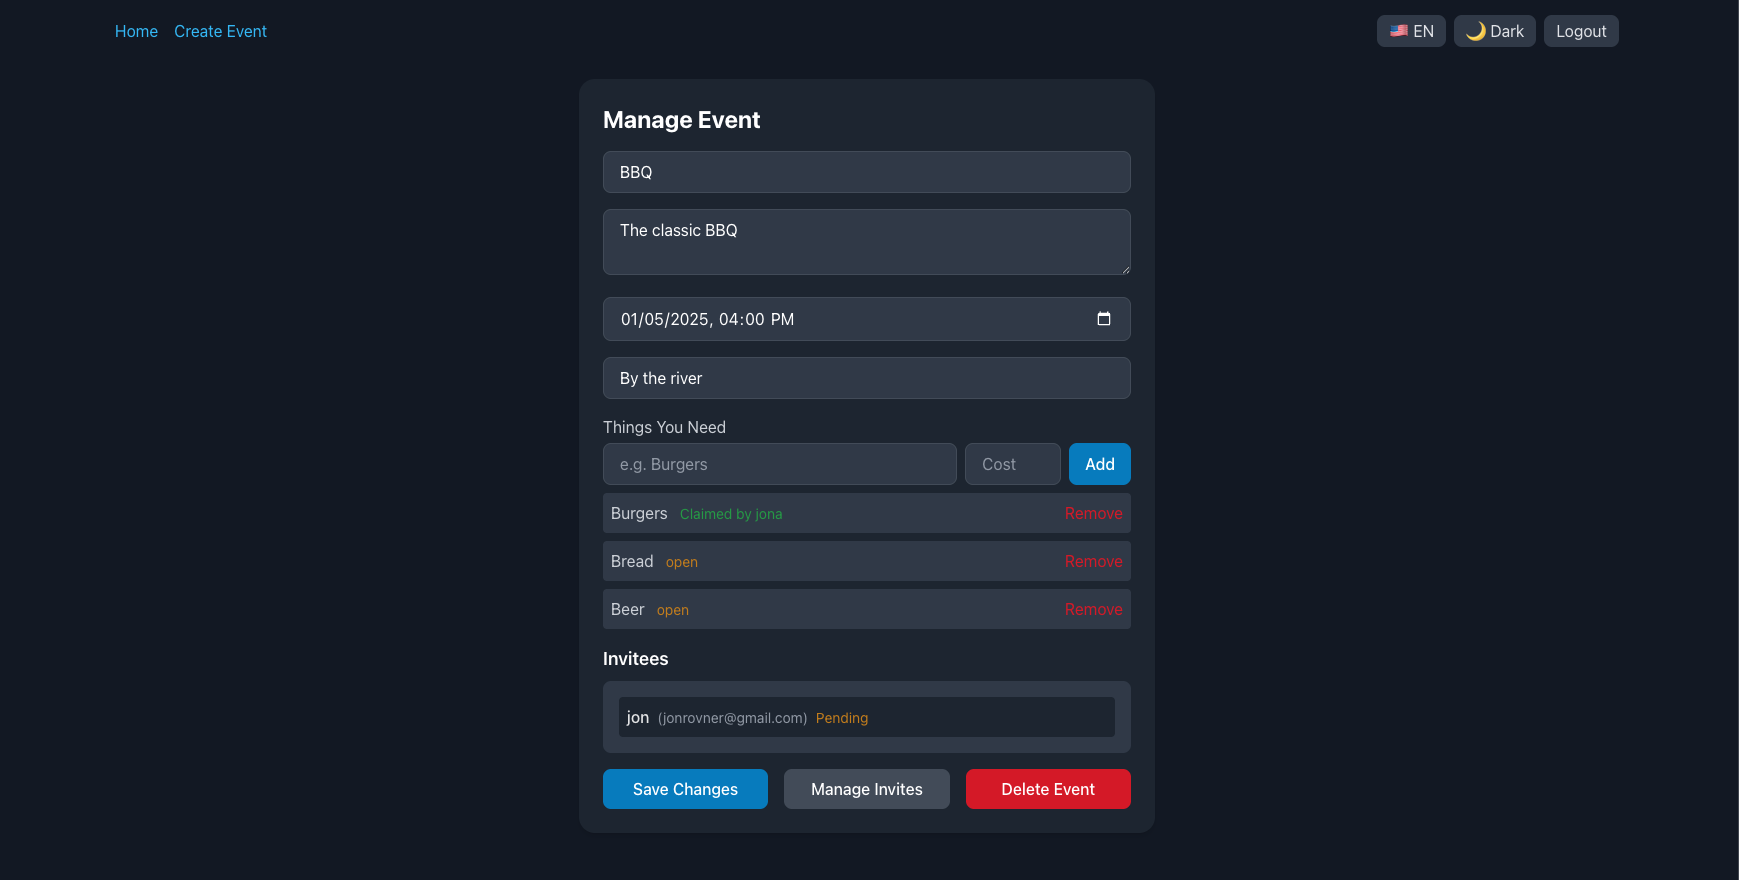 Home Create Event 🇺🇸 EN 🌙 Dark Logout
Manage Event
BBQ
The classic BBQ
01/05/2025, 04:00 PM
By the river
Things You Need
e.g. Burgers Cost Add
Burgers Claimed by jona Remove
Bread open Remove
Beer open Remove
Invitees
jon (jonrovner@gmail.com) Pending
Save Changes Manage Invites Delete Event